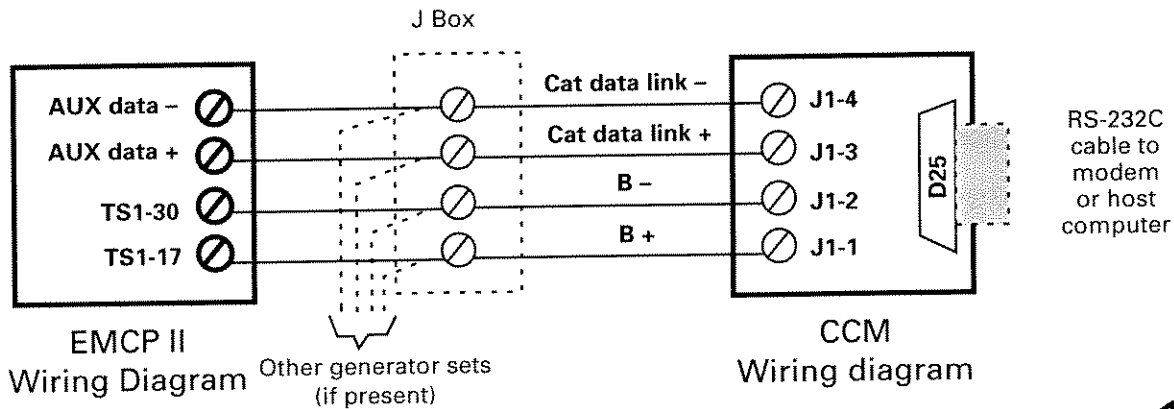 J Box
AUX data –
AUX data +
TS1-30
TS1-17
Cat data link –
Cat data link +
B –
B +
J1-4
J1-3
J1-2
J1-1
D25
RS-232C
cable to
modem
or host
computer
EMCP II
Wiring Diagram
Other generator sets
(if present)
CCM
Wiring diagram